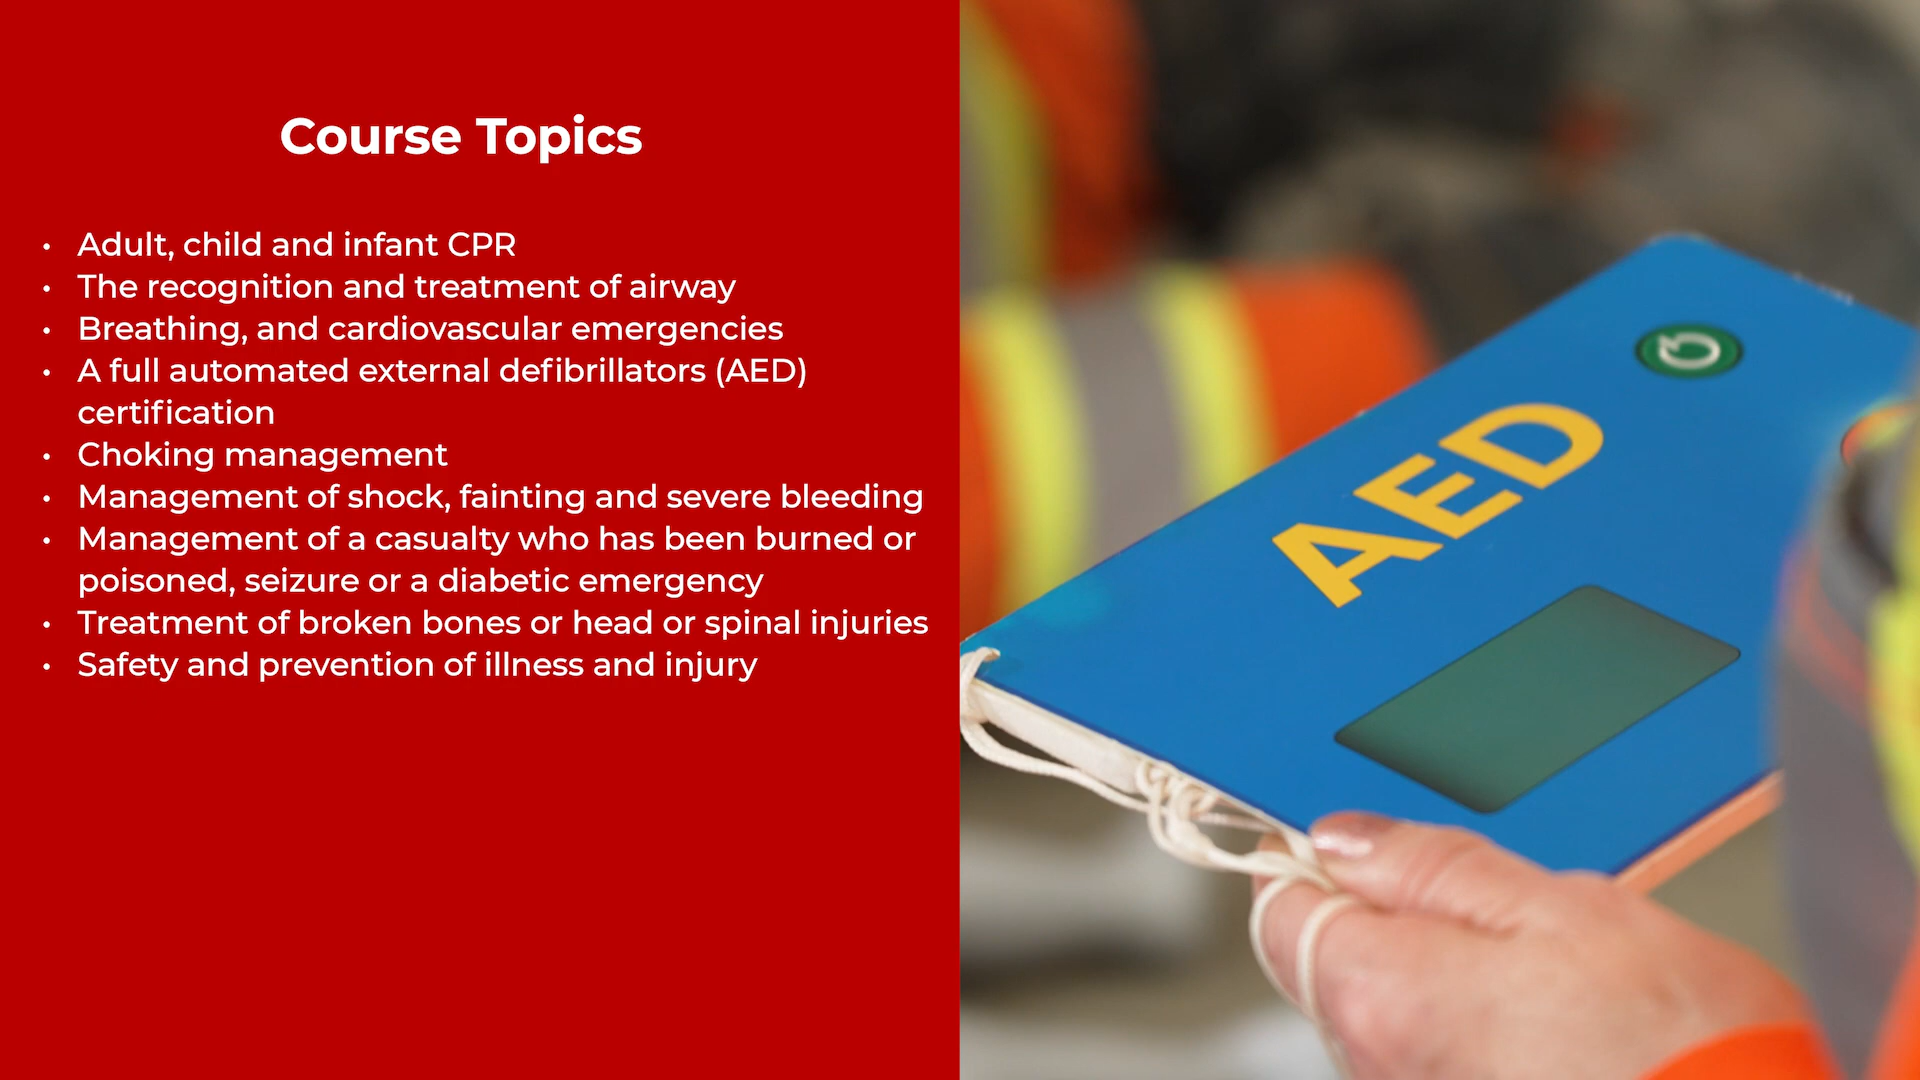 Course Topics
• Adult, child and infant CPR
• The recognition and treatment of airway
• Breathing, and cardiovascular emergencies
• A full automated external defibrillators (AED)
certification
• Choking management
• Management of shock, fainting and severe bleeding
• Management of a casualty who has been burned or
poisoned, seizure or a diabetic emergency
• Treatment of broken bones or head or spinal injuries
• Safety and prevention of illness and injury
AED